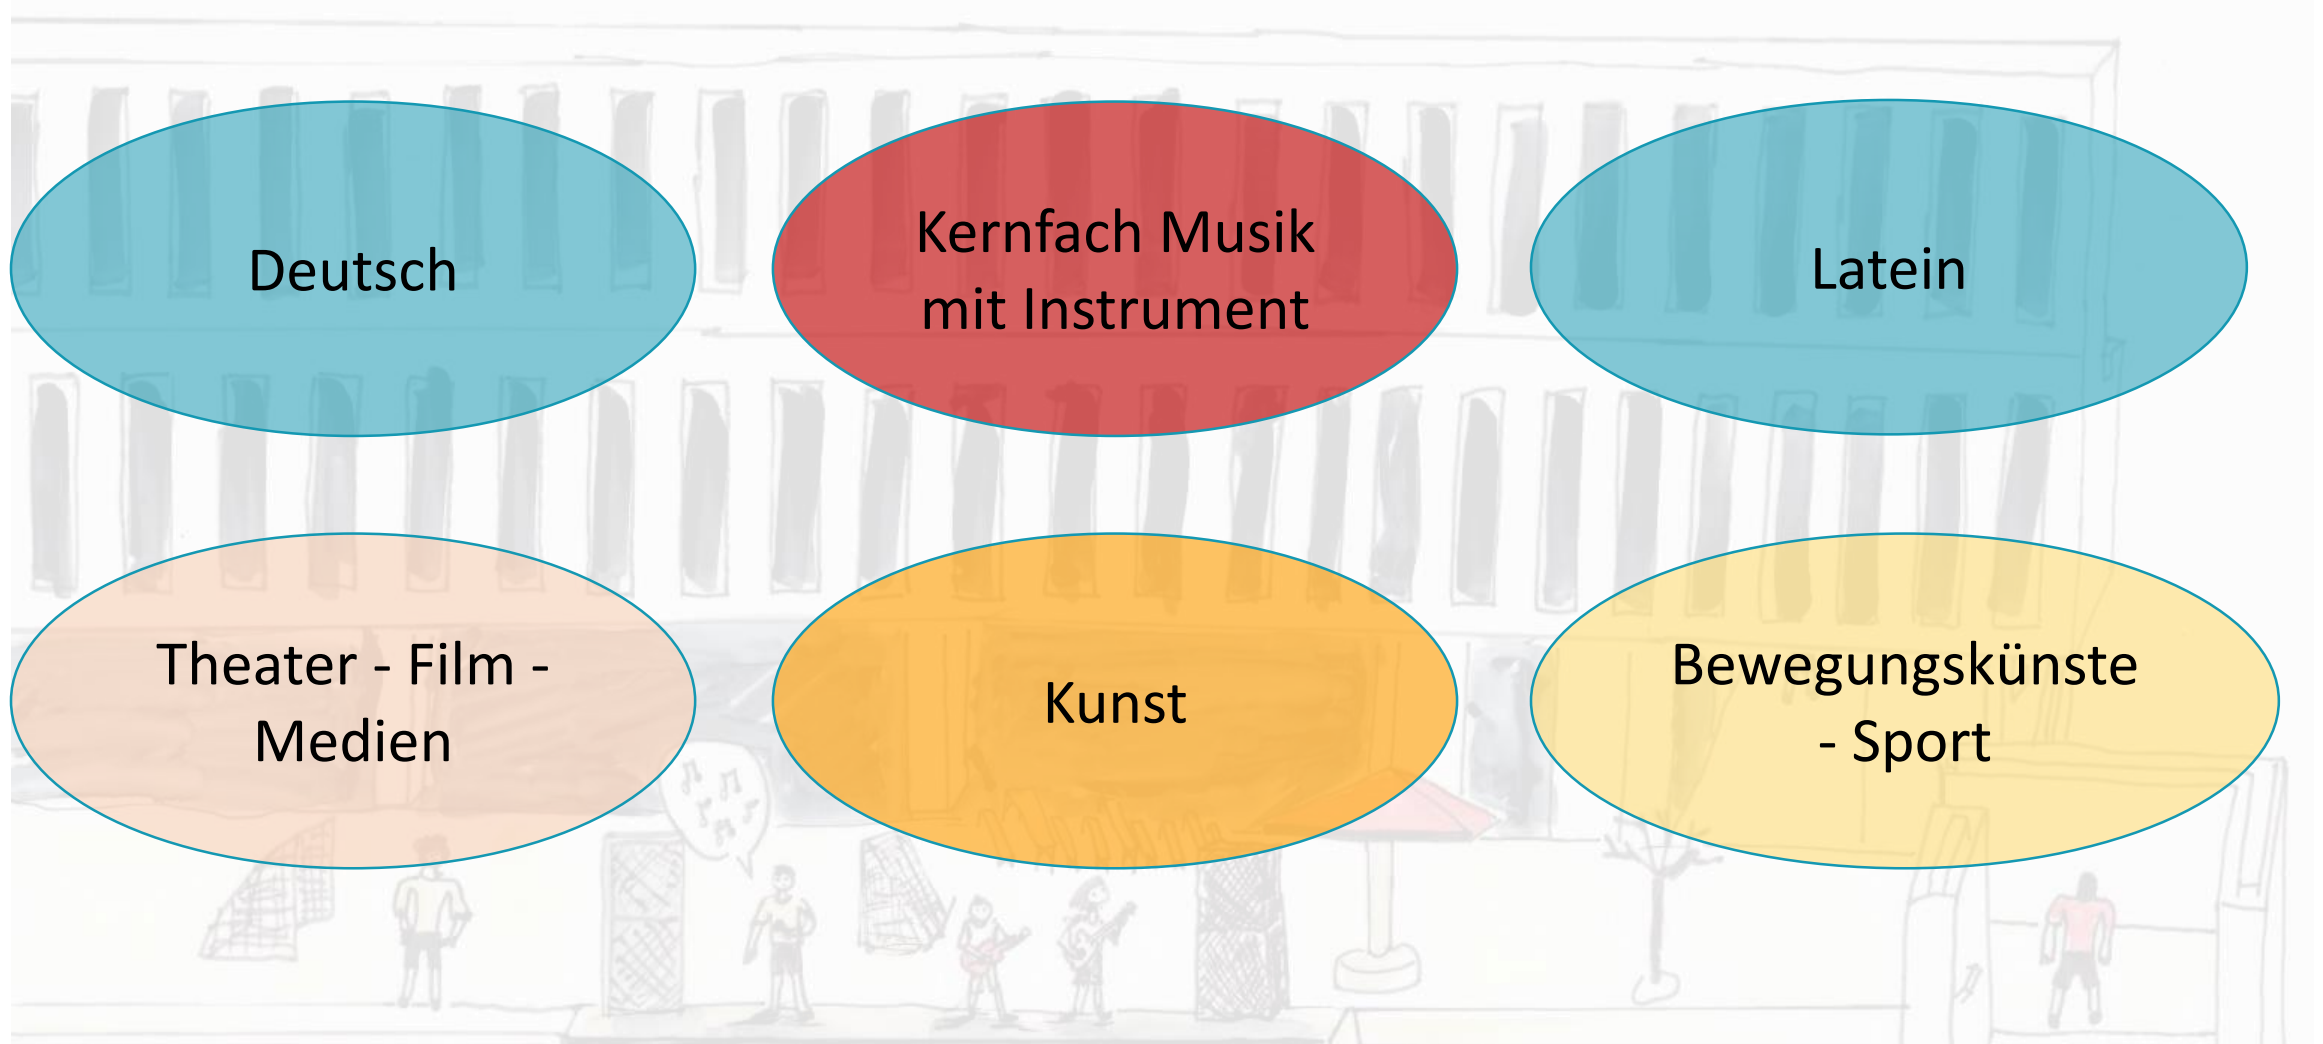 Deutsch
Kernfach Musik
mit Instrument
Latein
Theater - Film -
Medien
Kunst
Bewegungskünste
- Sport